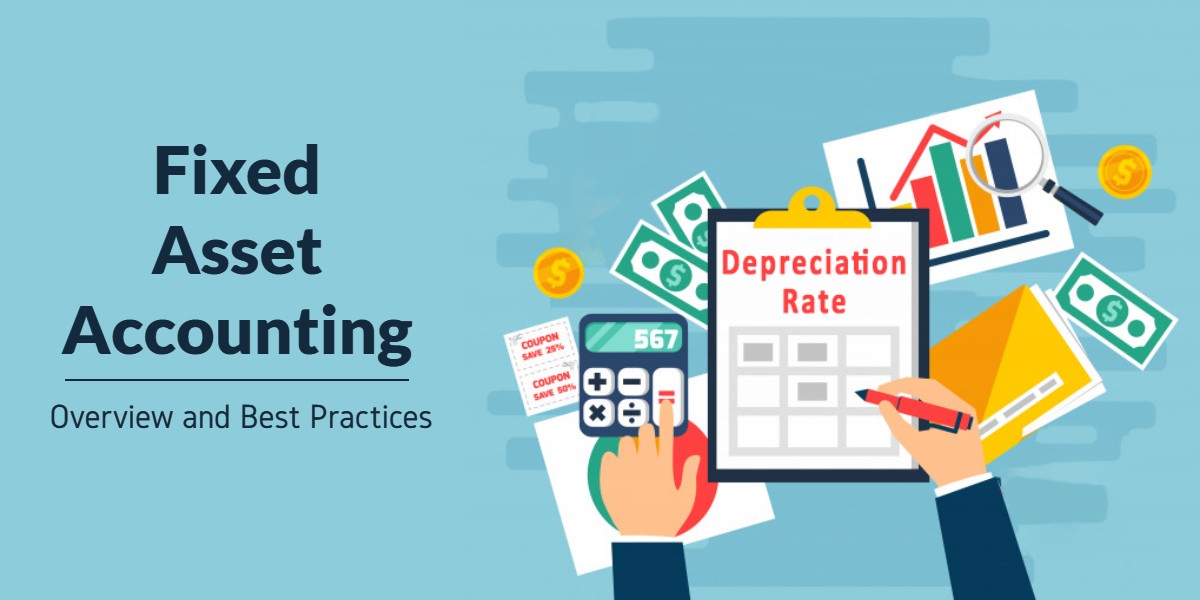 Fixed
Asset
Accounting
Overview and Best Practices
Depreciation
Rate
567
+ −
× ÷ =
COUPON
SAVE 25%
COUPON
SAVE 50%
$
$
$
$